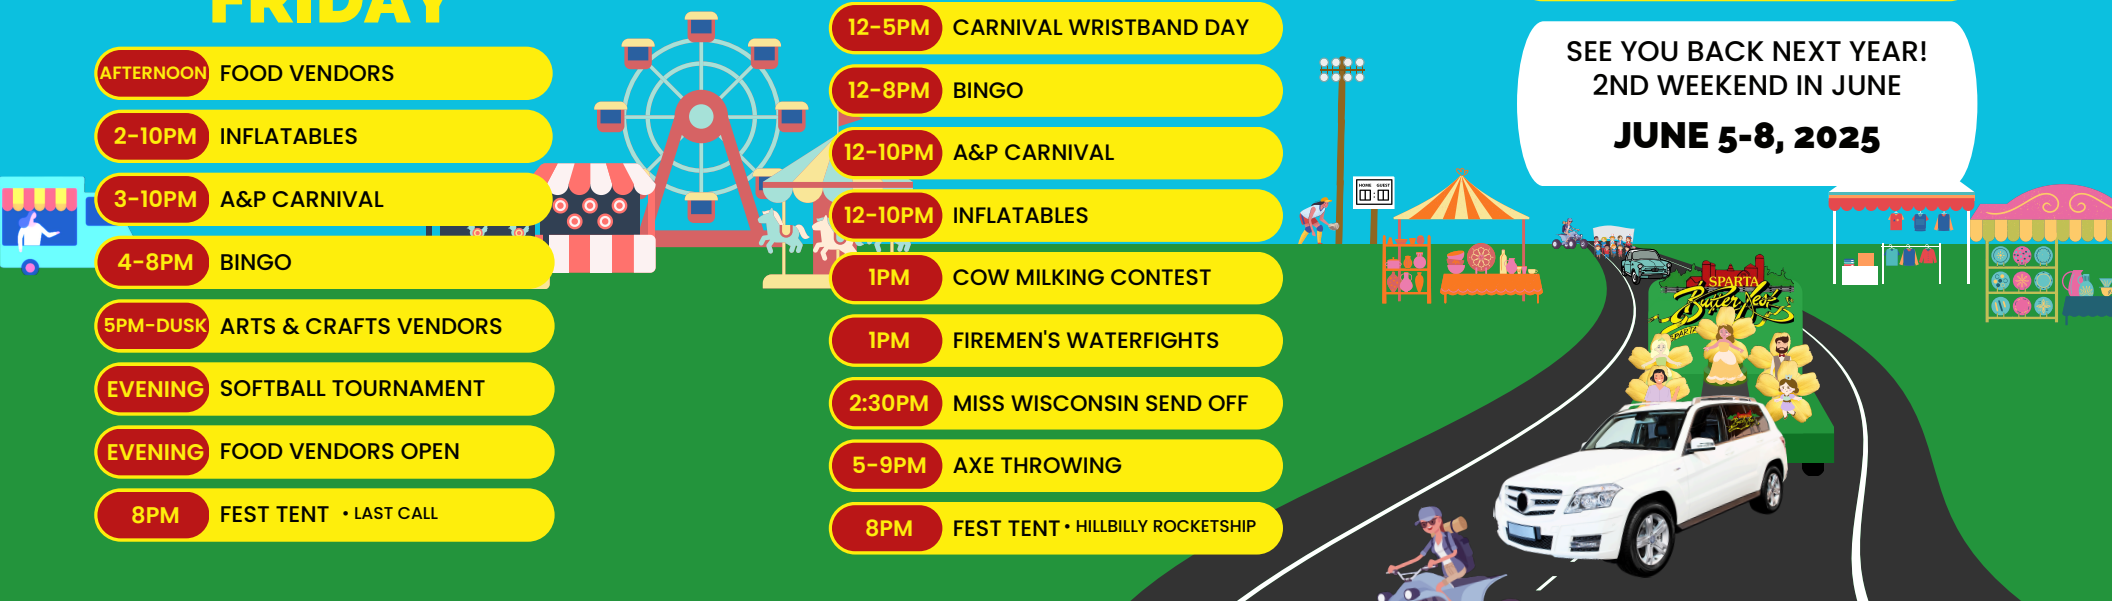 FRIDAY
AFTERNOON FOOD VENDORS
2-10PM INFLATABLES
3-10PM A&P CARNIVAL
4-8PM BINGO
5PM-DUSK ARTS & CRAFTS VENDORS
EVENING SOFTBALL TOURNAMENT
EVENING FOOD VENDORS OPEN
8PM FEST TENT • LAST CALL
12-5PM CARNIVAL WRISTBAND DAY
12-8PM BINGO
12-10PM A&P CARNIVAL
12-10PM INFLATABLES
1PM COW MILKING CONTEST
1PM FIREMEN'S WATERFIGHTS
2:30PM MISS WISCONSIN SEND OFF
5-9PM AXE THROWING
8PM FEST TENT • HILLBILLY ROCKETSHIP
SEE YOU BACK NEXT YEAR!
2ND WEEKEND IN JUNE
JUNE 5-8, 2025
HOME GUEST
SPARTA
ButterFest